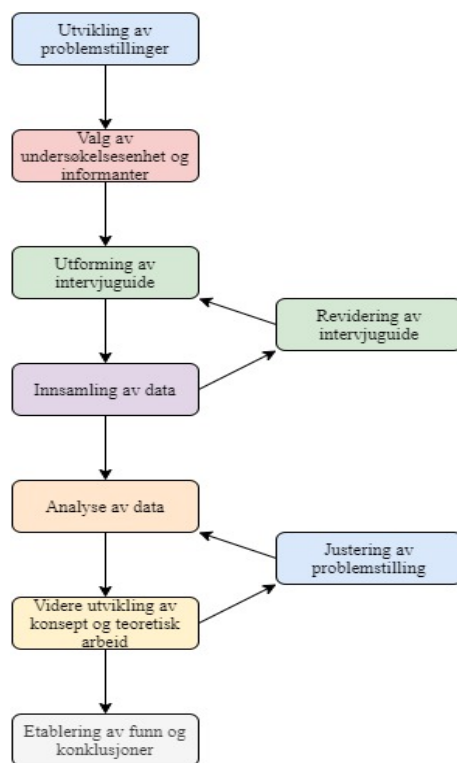 Utvikling av
problemstillinger
Valg av
undersøkelsesenhet og
informanter
Utforming av
intervjuguide
Revidering av
intervjuguide
Innsamling av data
Analyse av data
Justering av
problemstilling
Videre utvikling av
konsept og teoretisk
arbeid
Etablering av funn og
konklusjoner